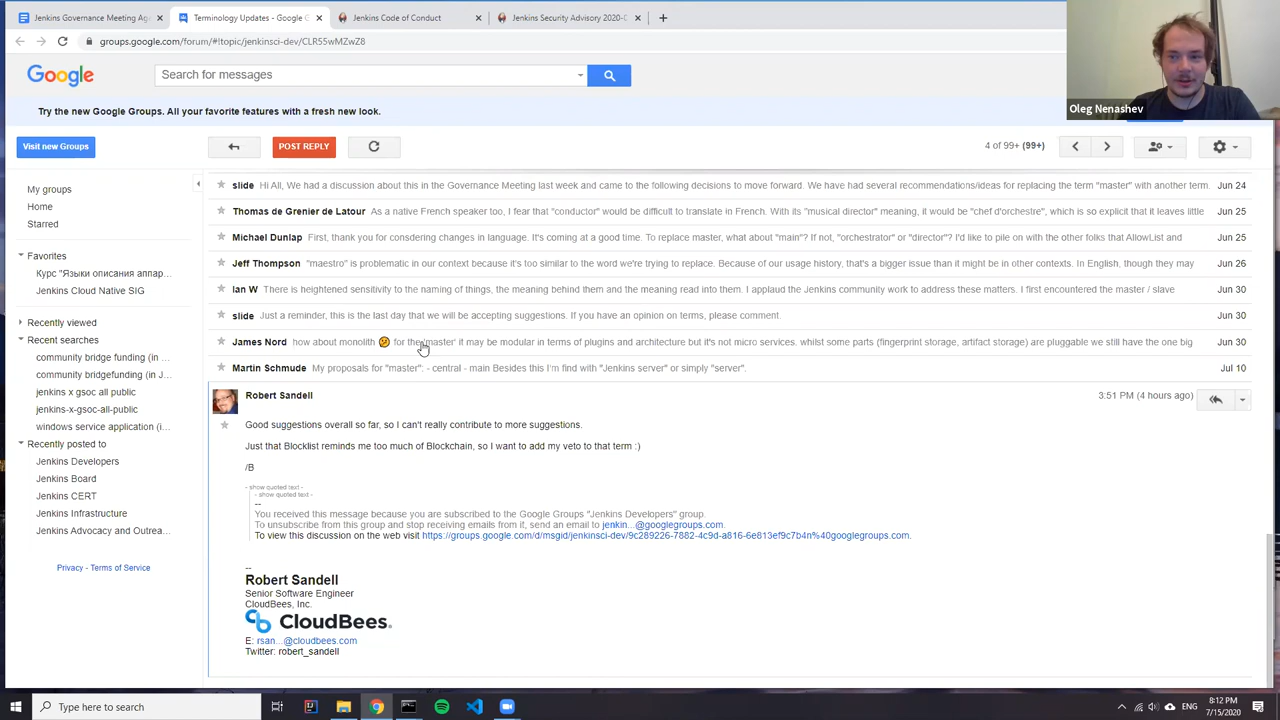 Jenkins Governance Meeting Age
Terminology Updates - Google G
Jenkins Code of Conduct
Jenkins Security Advisory 2020-0
groups.google.com/forum/#!topic/jenkinsci-dev/CLR55wMZwZ8
Google
Search for messages
Oleg Nenashev
Try the new Google Groups. All your favorite features with a fresh new look.
Visit new Groups
POST REPLY
4 of 99+ (99+)
My groups
Home
Starred
Favorites
Курс "Языки описания аппар...
Jenkins Cloud Native SIG
Recently viewed
Recent searches
community bridge funding (in ...
community bridgefunding (in J...
jenkins x gsoc all public
jenkins-x-gsoc-all-public
windows service application (i...
Recently posted to
Jenkins Developers
Jenkins Board
Jenkins CERT
Jenkins Infrastructure
Jenkins Advocacy and Outrea...
Privacy - Terms of Service
slide Hi All, We had a discussion about this in the Governance Meeting last week and came to the following decisions to move forward. We have had several recommendations/ideas for replacing the term "master" with another term. Jun 24
Thomas de Grenier de Latour As a native French speaker too, I fear that "conductor" would be difficult to translate in French. With its "musical director" meaning, it would be "chef d'orchestre", which is so explicit that it leaves little Jun 25
Michael Dunlap First, thank you for consdering changes in language. It's coming at a good time. To replace master, what about "main"? If not, "orchestrator" or "director"? I'd like to pile on with the other folks that AllowList and Jun 25
Jeff Thompson "maestro" is problematic in our context because it's too similar to the word we're trying to replace. Because of our usage history, that's a bigger issue than it might be in other contexts. In English, though they may Jun 26
Ian W There is heightened sensitivity to the naming of things, the meaning behind them and the meaning read into them. I applaud the Jenkins community work to address these matters. I first encountered the master / slave Jun 30
slide Just a reminder, this is the last day that we will be accepting suggestions. If you have an opinion on terms, please comment. Jun 30
James Nord how about monolith 😕 for the 'master' it may be modular in terms of plugins and architecture but it's not micro services. whilst some parts (fingerprint storage, artifact storage) are pluggable we still have the one big Jun 30
Martin Schmude My proposals for "master": - central - main Besides this I'm find with "Jenkins server" or simply "server". Jul 10
Robert Sandell 3:51 PM (4 hours ago)
Good suggestions overall so far, so I can't really contribute to more suggestions.
Just that Blocklist reminds me too much of Blockchain, so I want to add my veto to that term :)
/B
- show quoted text -
- show quoted text -
--
You received this message because you are subscribed to the Google Groups "Jenkins Developers" group.
To unsubscribe from this group and stop receiving emails from it, send an email to jenkin...@googlegroups.com.
To view this discussion on the web visit https://groups.google.com/d/msgid/jenkinsci-dev/9c289226-7882-4c9d-a816-6e813ef9c7b4n%40googlegroups.com.
--
Robert Sandell
Senior Software Engineer
CloudBees, Inc.
CloudBees.
E: rsan...@cloudbees.com
Twitter: robert_sandell
Type here to search
8:12 PM
7/15/2020